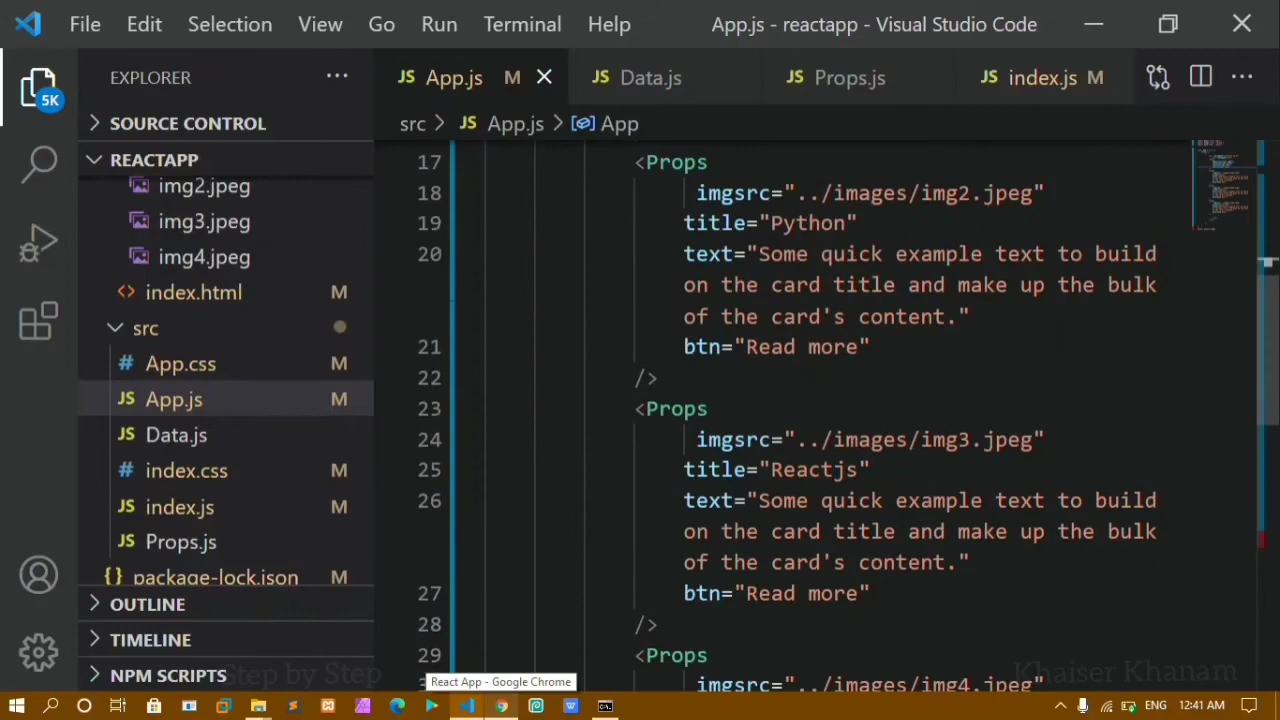 File Edit Selection View Go Run Terminal Help App.js - reactapp - Visual Studio Code
EXPLORER
5K
SOURCE CONTROL
REACTAPP
img2.jpeg
img3.jpeg
img4.jpeg
index.html M
src
App.css M
App.js M
Data.js
index.css M
index.js M
Props.js
package-lock.json M
OUTLINE
TIMELINE
NPM SCRIPTS
App.js M Data.js Props.js index.js M
src > App.js > App
17 <Props
18 imgsrc="../images/img2.jpeg"
19 title="Python"
20 text="Some quick example text to build
on the card title and make up the bulk
of the card's content."
21 btn="Read more"
22 />
23 <Props
24 imgsrc="../images/img3.jpeg"
25 title="Reactjs"
26 text="Some quick example text to build
on the card title and make up the bulk
of the card's content."
27 btn="Read more"
28 />
29 <Props
imgsrc="../images/img4.jpeg"
Step by Step
Khaiser Khanam
React App - Google Chrome
ENG 12:41 AM